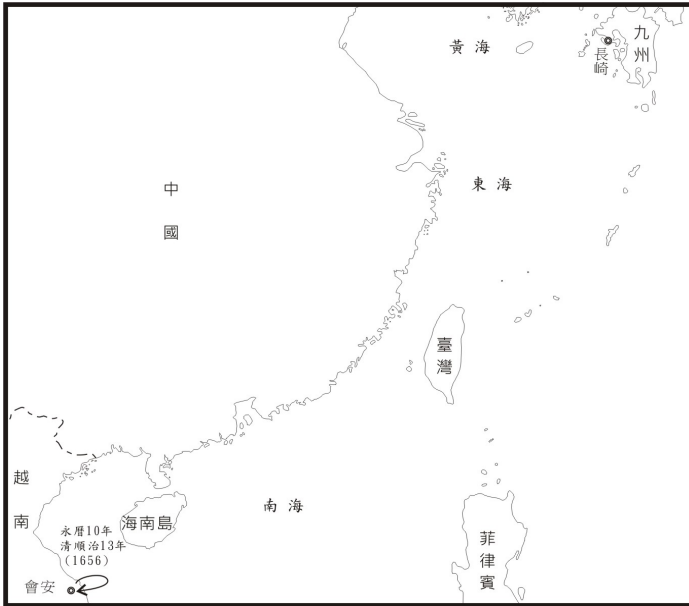 黃海
九州
長崎
中國
東海
臺灣
越南
海南島
南海
永曆10年
清順治13年
(1656)
菲律賓
會安